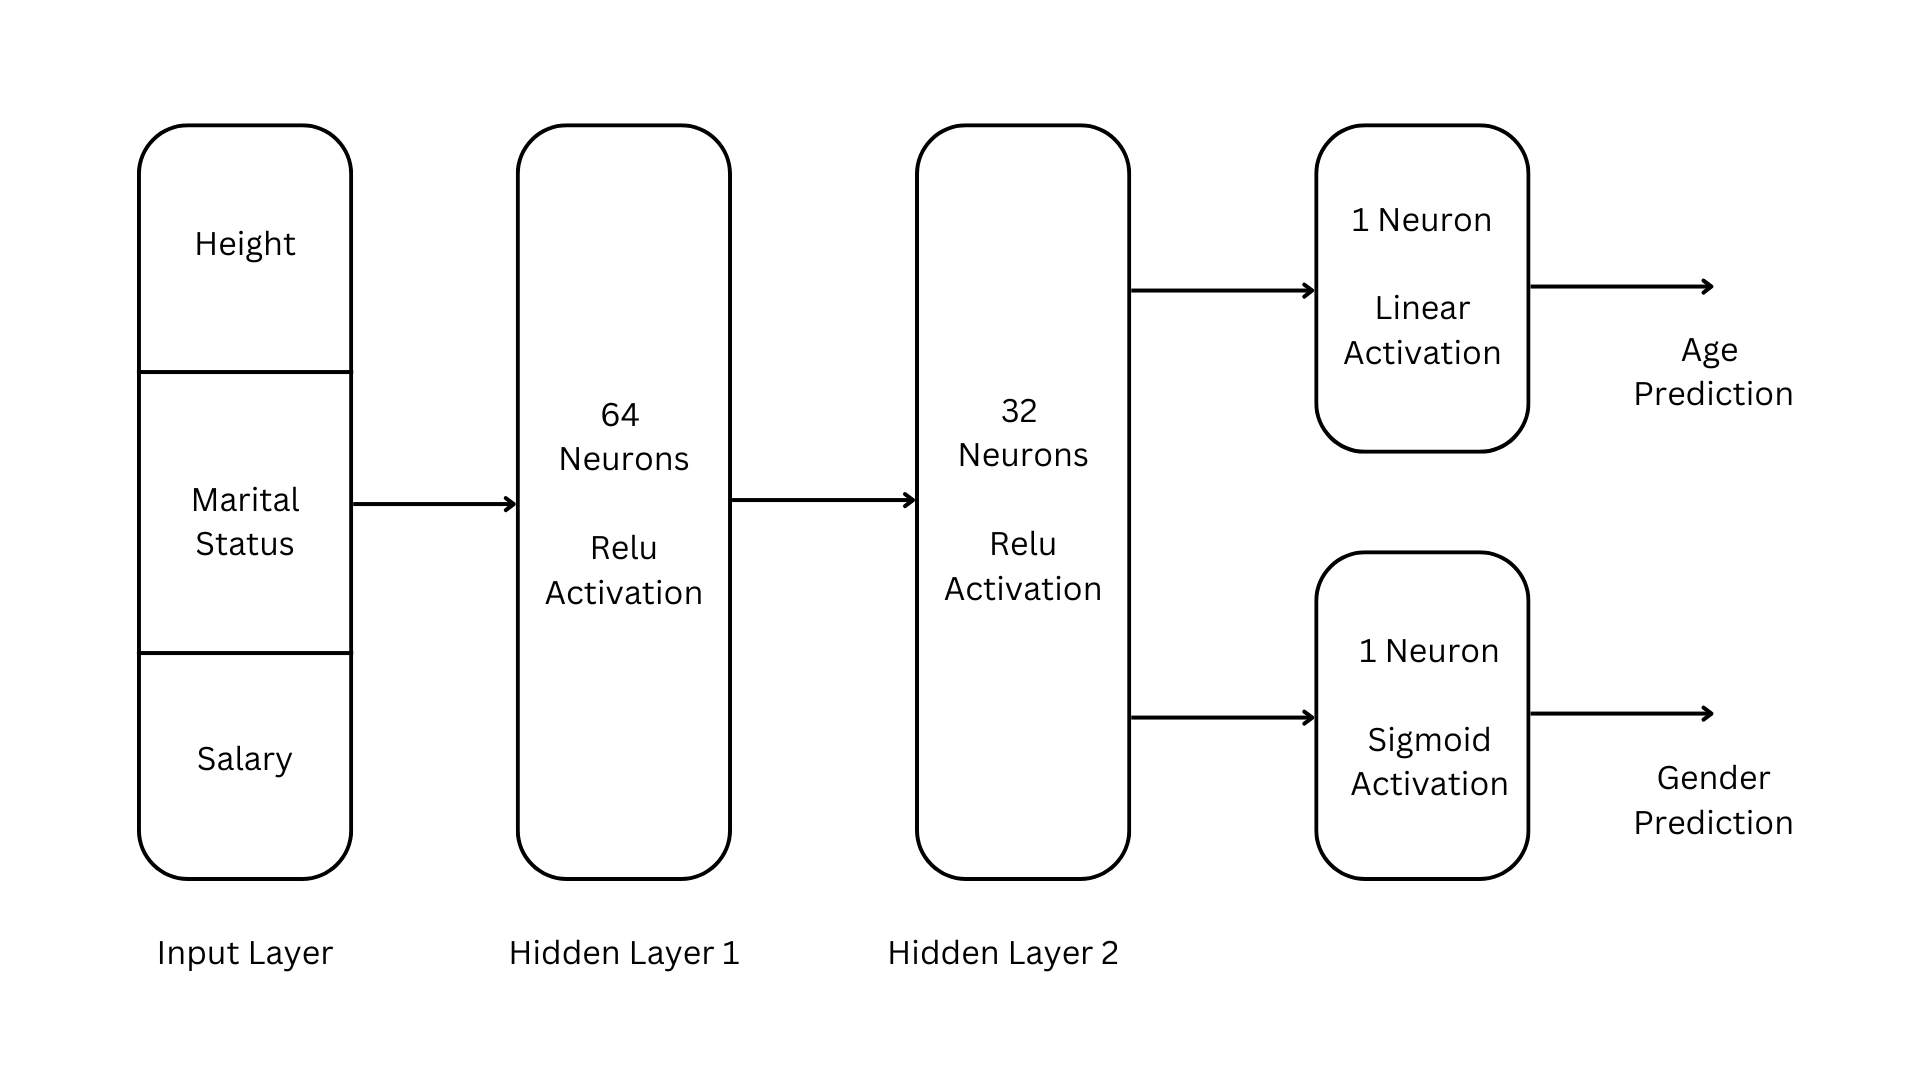 Height
Marital
Status
Salary
Input Layer
64
Neurons
Relu
Activation
Hidden Layer 1
32
Neurons
Relu
Activation
Hidden Layer 2
1 Neuron
Linear
Activation
Age
Prediction
1 Neuron
Sigmoid
Activation
Gender
Prediction